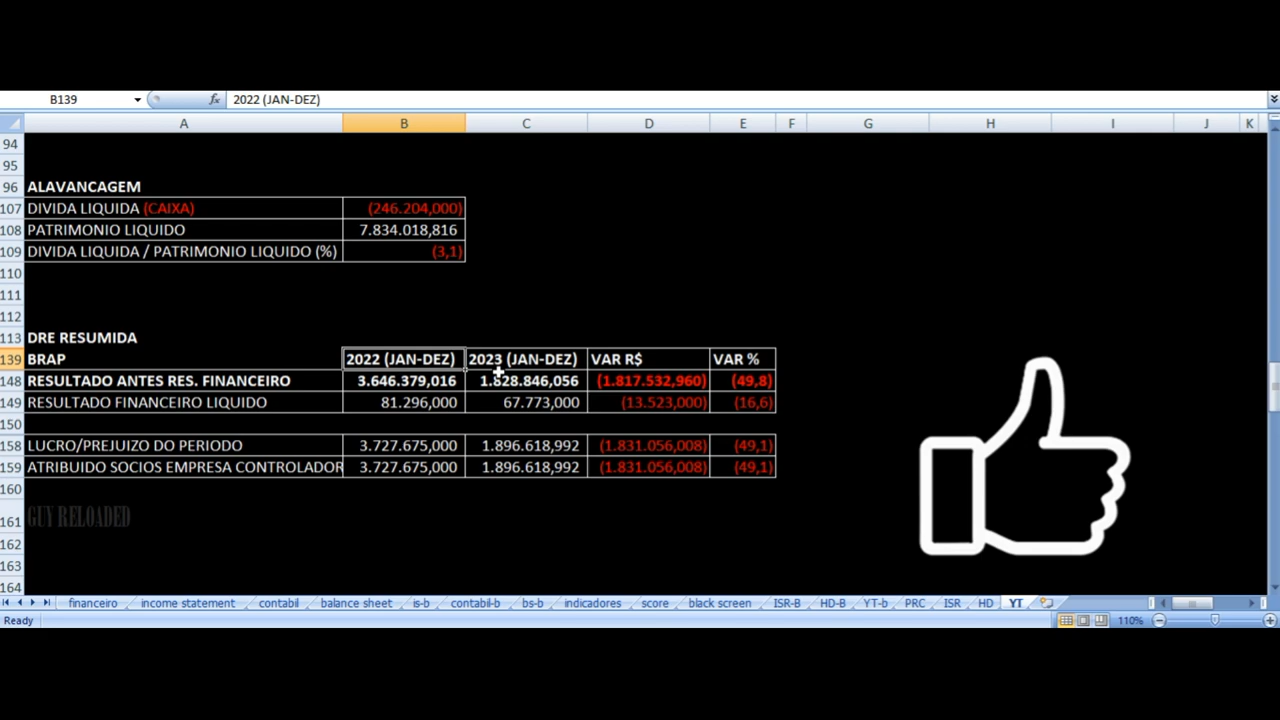 B139 fx 2022 (JAN-DEZ)
A B C D E F G H I J K
94
95
96 ALAVANCAGEM
107 DIVIDA LIQUIDA (CAIXA) (246.204,000)
108 PATRIMONIO LIQUIDO 7.834.018,816
109 DIVIDA LIQUIDA / PATRIMONIO LIQUIDO (%) (3,1)
110
111
112
113 DRE RESUMIDA
139 BRAP 2022 (JAN-DEZ) 2023 (JAN-DEZ) VAR R$ VAR %
148 RESULTADO ANTES RES. FINANCEIRO 3.646.379,016 1.828.846,056 (1.817.532,960) (49,8)
149 RESULTADO FINANCEIRO LIQUIDO 81.296,000 67.773,000 (13.523,000) (16,6)
150
158 LUCRO/PREJUIZO DO PERIODO 3.727.675,000 1.896.618,992 (1.831.056,008) (49,1)
159 ATRIBUIDO SOCIOS EMPRESA CONTROLADOR 3.727.675,000 1.896.618,992 (1.831.056,008) (49,1)
160
161 GUY RELOADED
162
163
164
financeiro income statement contabil balance sheet is-b contabil-b bs-b indicadores score black screen ISR-B HD-B YT-b PRC ISR HD YT
Ready 110%